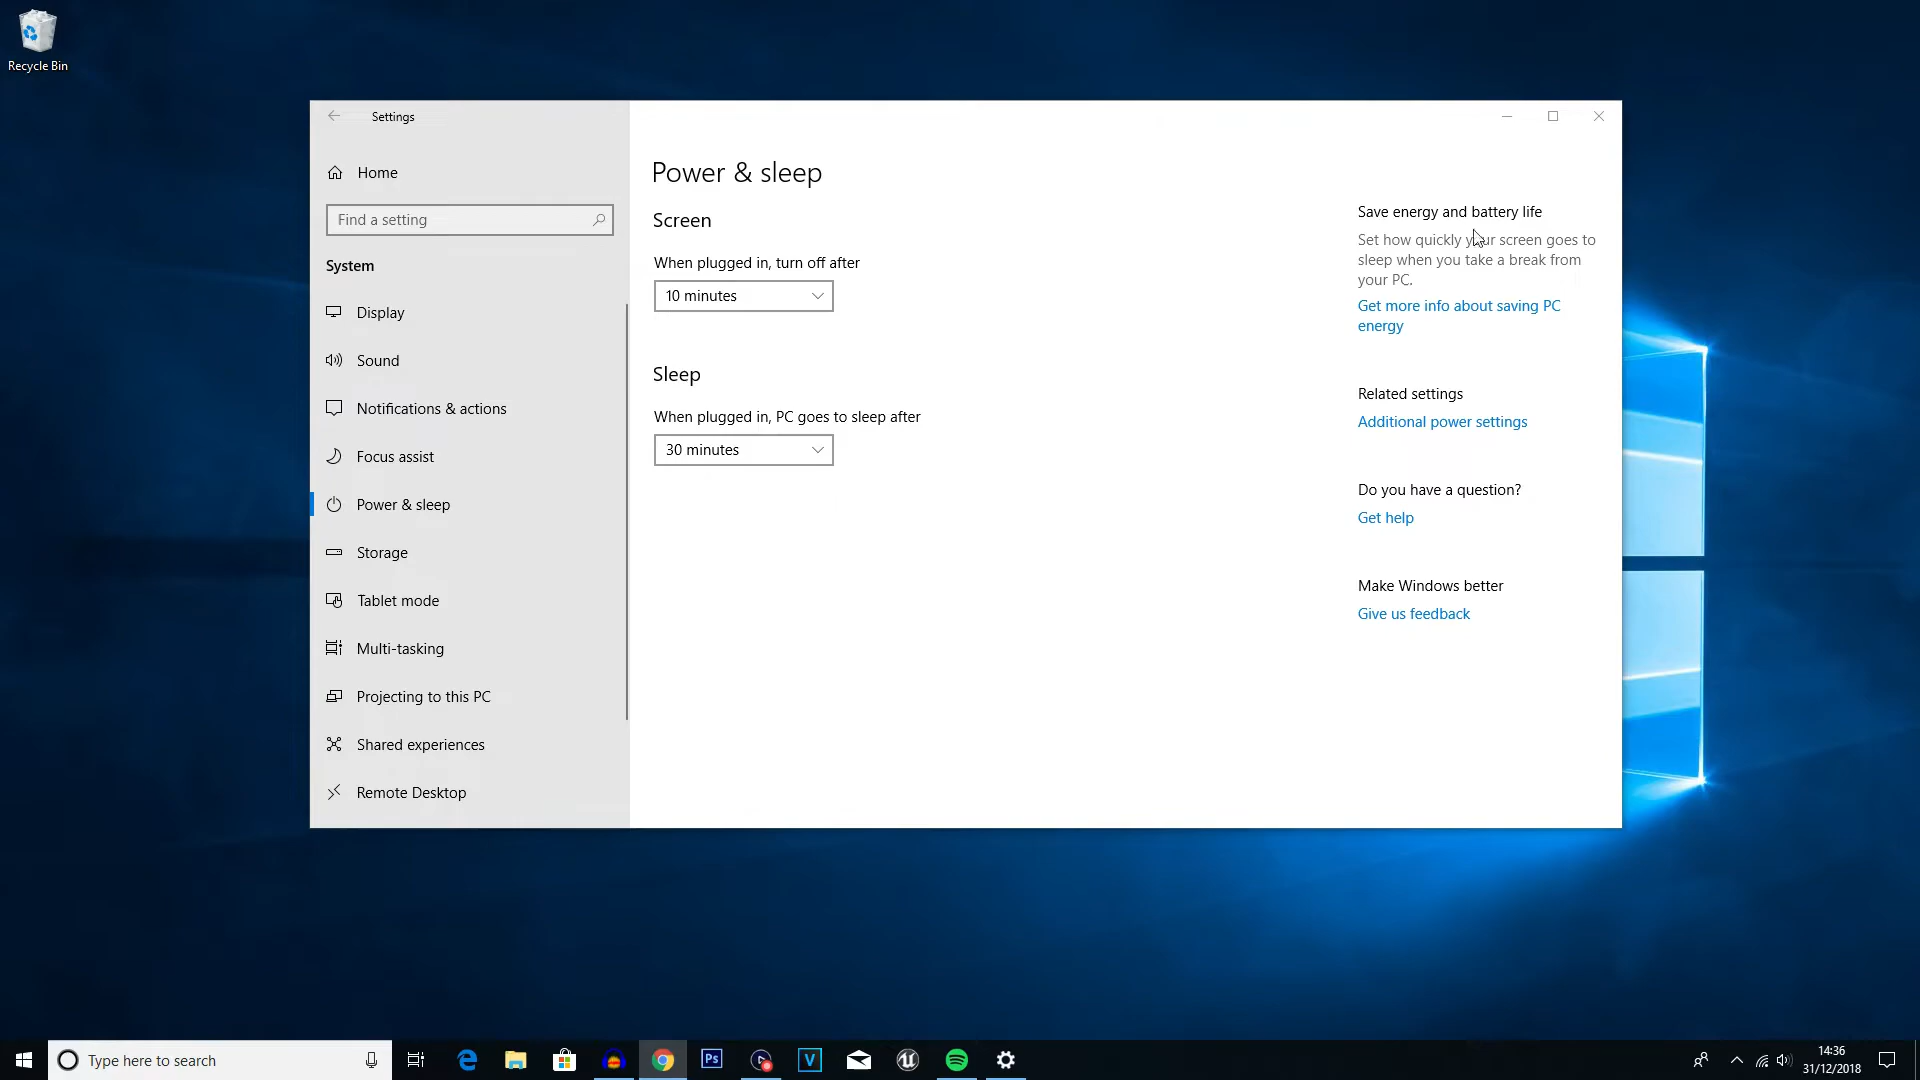 Recycle Bin
Settings
Home
Find a setting
System
Display
Sound
Notifications & actions
Focus assist
Power & sleep
Storage
Tablet mode
Multi-tasking
Projecting to this PC
Shared experiences
Remote Desktop
Power & sleep
Screen
When plugged in, turn off after
10 minutes
Sleep
When plugged in, PC goes to sleep after
30 minutes
Save energy and battery life
Set how quickly your screen goes to
sleep when you take a break from
your PC.
Get more info about saving PC
energy
Related settings
Additional power settings
Do you have a question?
Get help
Make Windows better
Give us feedback
Type here to search
Ps
V
14:36
31/12/2018